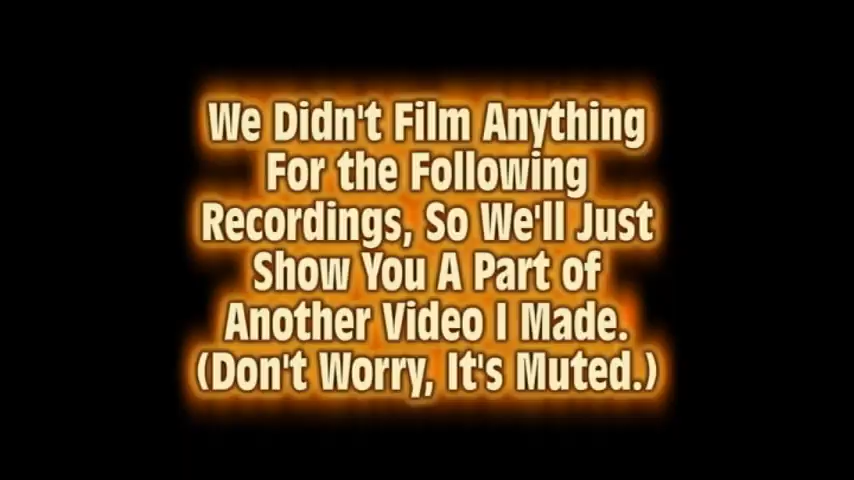 We Didn't Film Anything
For the Following
Recordings, So We'll Just
Show You A Part of
Another Video I Made.
(Don't Worry, It's Muted.)